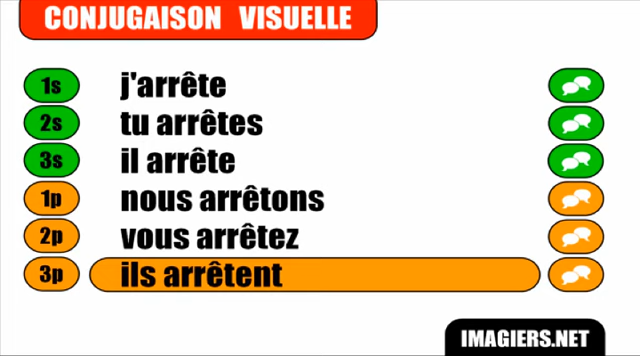 CONJUGAISON VISUELLE
1s j'arrête
2s tu arrêtes
3s il arrête
1p nous arrêtons
2p vous arrêtez
3p ils arrêtent
IMAGIERS.NET